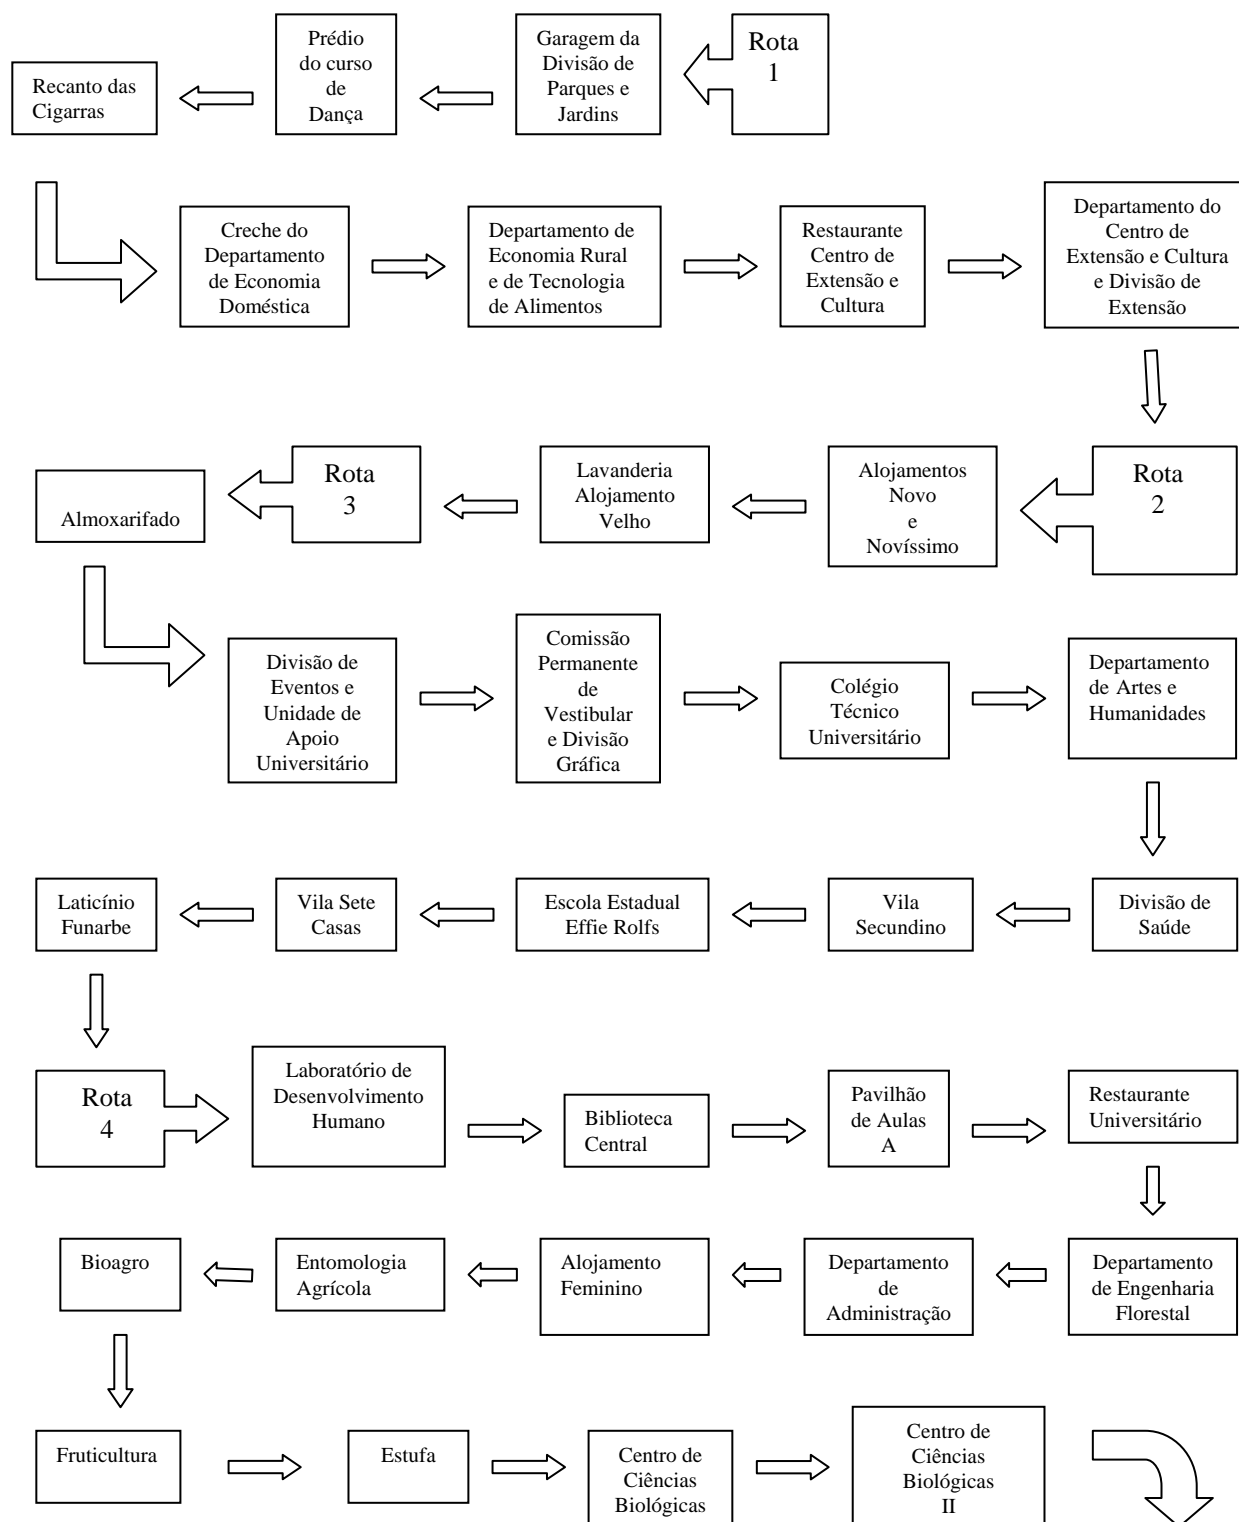 Rota
1
Garagem da
Divisão de
Parques e
Jardins
Prédio
do curso
de
Dança
Recanto das
Cigarras
Creche do
Departamento
de Economia
Doméstica
Departamento de
Economia Rural
e de Tecnologia
de Alimentos
Restaurante
Centro de
Extensão e
Cultura
Departamento do
Centro de
Extensão e Cultura
e Divisão de
Extensão
Rota
2
Alojamentos
Novo
e
Novíssimo
Lavanderia
Alojamento
Velho
Rota
3
Almoxarifado
Divisão de
Eventos e
Unidade de
Apoio
Universitário
Comissão
Permanente
de
Vestibular
e Divisão
Gráfica
Colégio
Técnico
Universitário
Departamento
de Artes e
Humanidades
Divisão de
Saúde
Vila
Secundino
Escola Estadual
Effie Rolfs
Vila Sete
Casas
Laticínio
Funarbe
Rota
4
Laboratório de
Desenvolvimento
Humano
Biblioteca
Central
Pavilhão
de Aulas
A
Restaurante
Universitário
Departamento
de Engenharia
Florestal
Departamento
de
Administração
Alojamento
Feminino
Entomologia
Agrícola
Bioagro
Fruticultura
Estufa
Centro de
Ciências
Biológicas
Centro de
Ciências
Biológicas
II